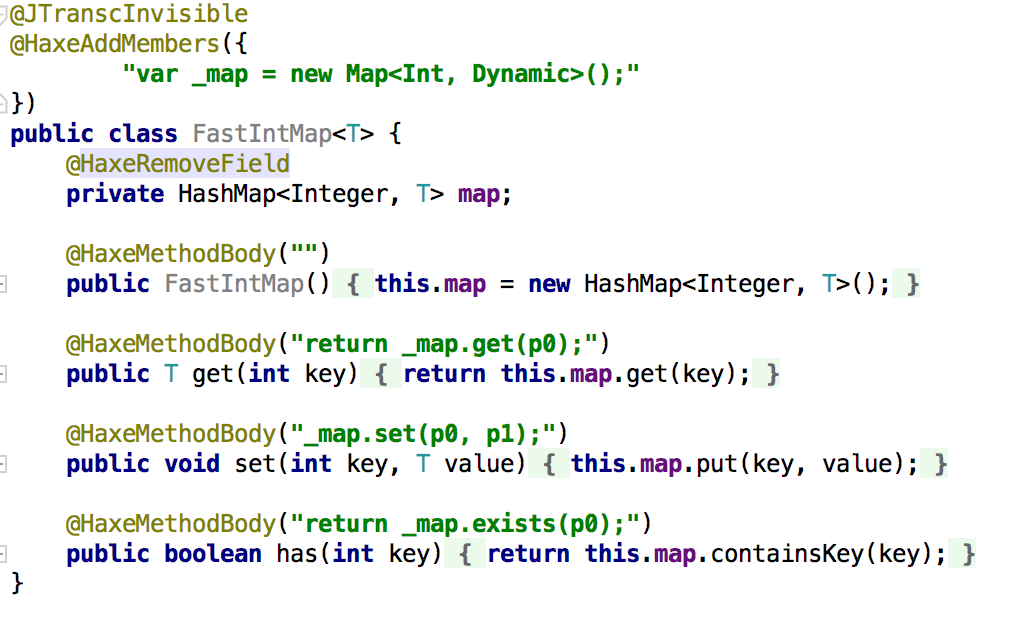 @JTranscInvisible
@HaxeAddMembers({
        "var _map = new Map<Int, Dynamic>();"
})
public class FastIntMap<T> {
    @HaxeRemoveField
    private HashMap<Integer, T> map;

    @HaxeMethodBody("")
    public FastIntMap() { this.map = new HashMap<Integer, T>(); }

    @HaxeMethodBody("return _map.get(p0);")
    public T get(int key) { return this.map.get(key); }

    @HaxeMethodBody("_map.set(p0, p1);")
    public void set(int key, T value) { this.map.put(key, value); }

    @HaxeMethodBody("return _map.exists(p0);")
    public boolean has(int key) { return this.map.containsKey(key); }
}